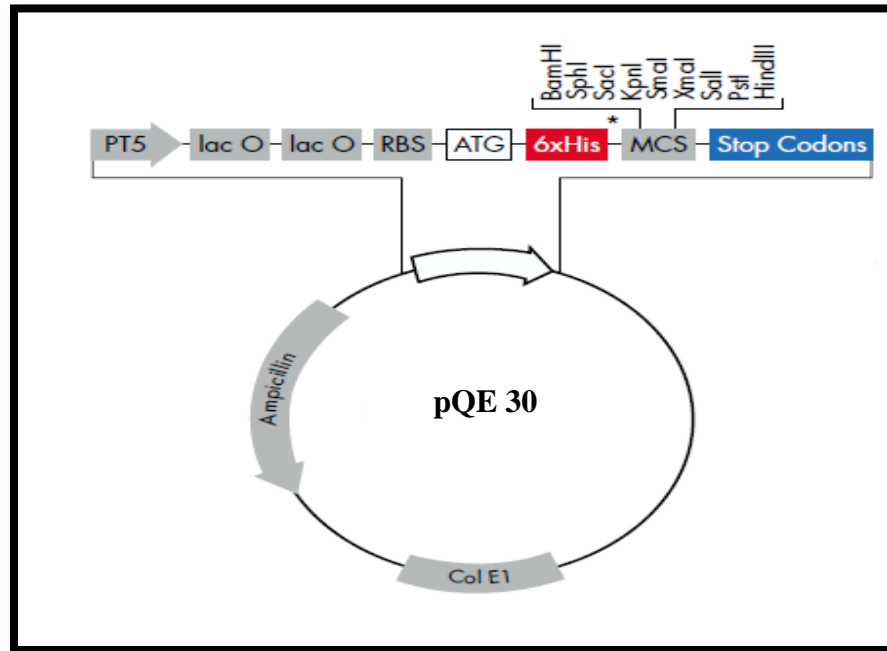 BamHI
SphI
SacI
KpnI
SmaI
XmaI
SalI
PstI
HindIII
*
PT5 lac O lac O RBS ATG 6xHis MCS Stop Codons
Ampicillin
pQE 30
Col E1